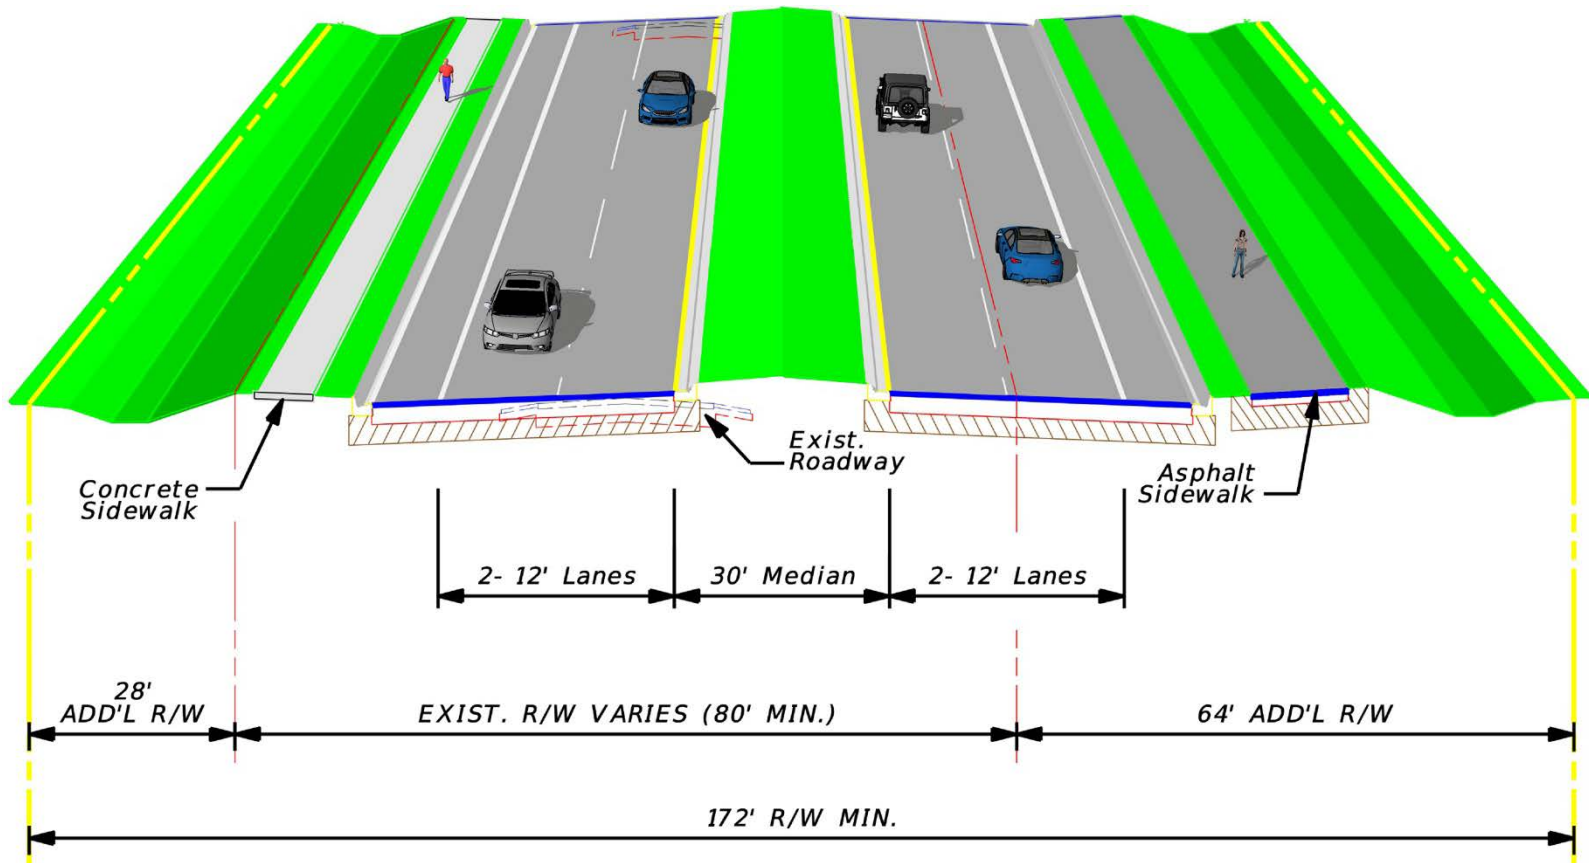 Concrete
Sidewalk
Exist.
Roadway
Asphalt
Sidewalk
2- 12' Lanes
30' Median
2- 12' Lanes
28'
ADD'L R/W
EXIST. R/W VARIES (80' MIN.)
64' ADD'L R/W
172' R/W MIN.